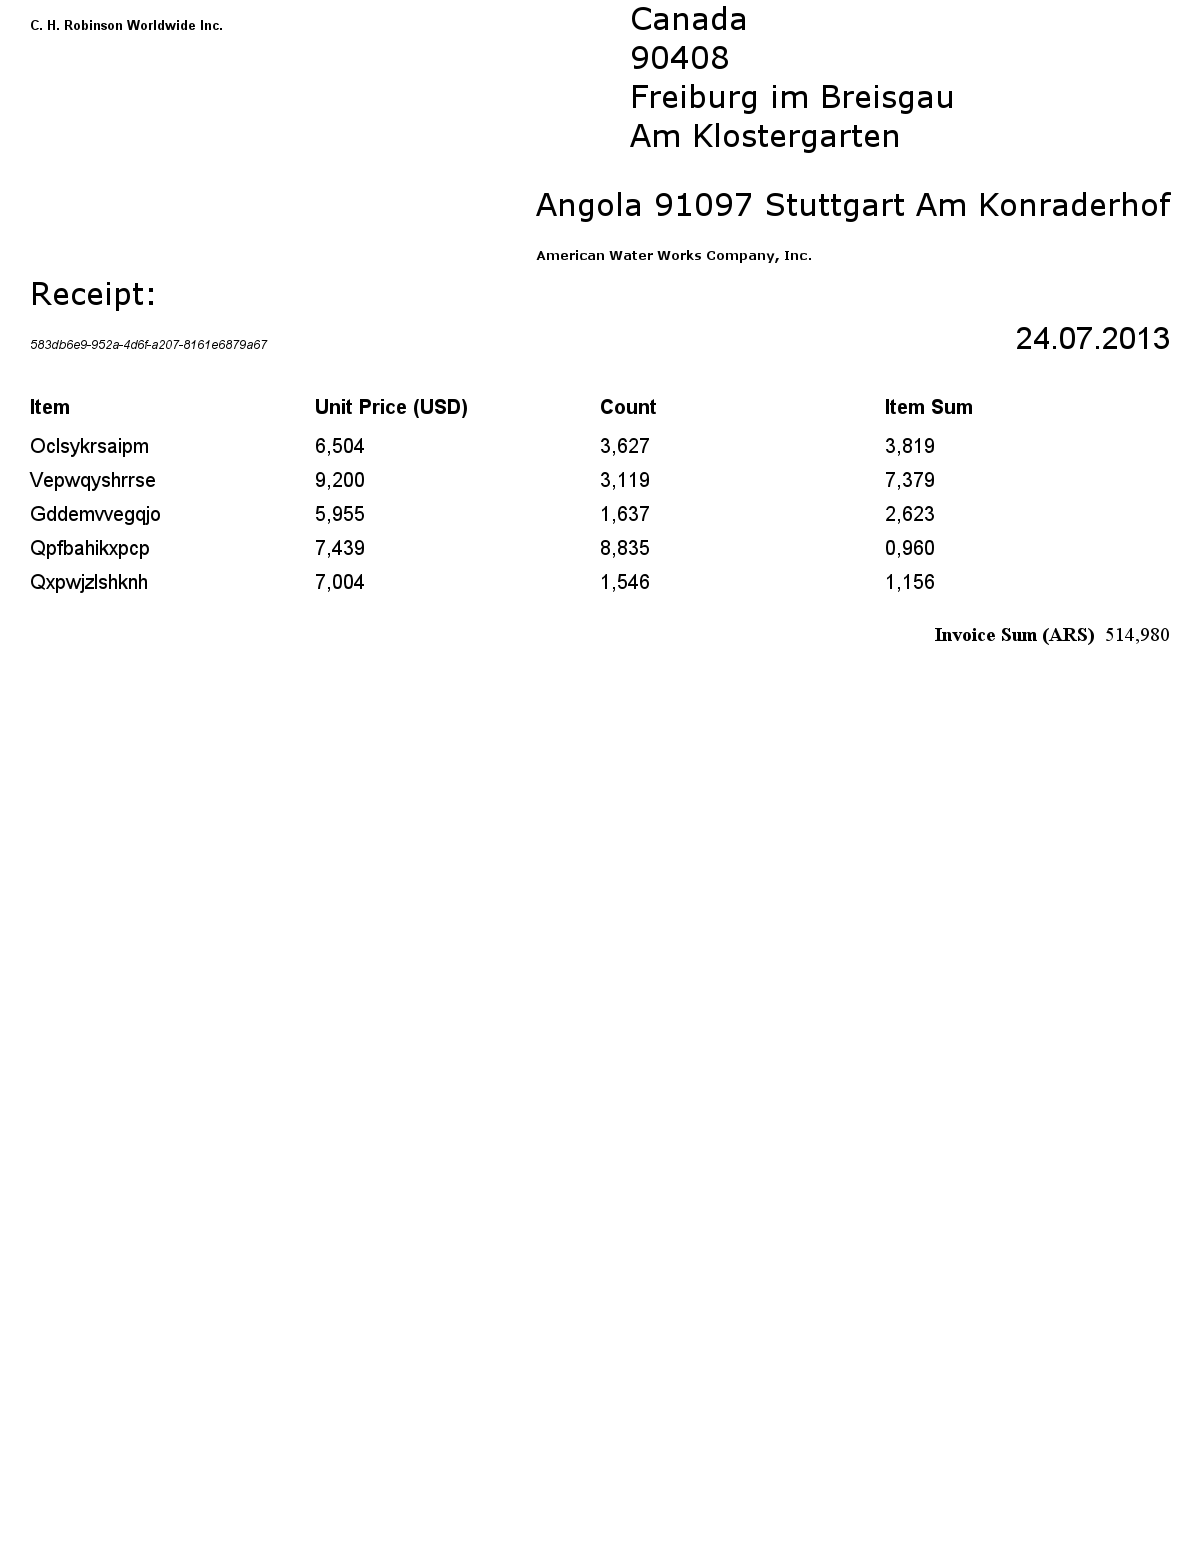 C. H. Robinson Worldwide Inc.
Canada
90408
Freiburg im Breisgau
Am Klostergarten
Angola 91097 Stuttgart Am Konraderhof
American Water Works Company, Inc.
Receipt:
583db6e9-952a-4d6f-a207-8161e6879a67 24.07.2013
Item Unit Price (USD) Count Item Sum
Oclsykrsaipm 6,504 3,627 3,819
Vepwqyshrrse 9,200 3,119 7,379
Gddemvvegqjo 5,955 1,637 2,623
Qpfbahikxpcp 7,439 8,835 0,960
Qxpwjzlshknh 7,004 1,546 1,156
Invoice Sum (ARS) 514,980